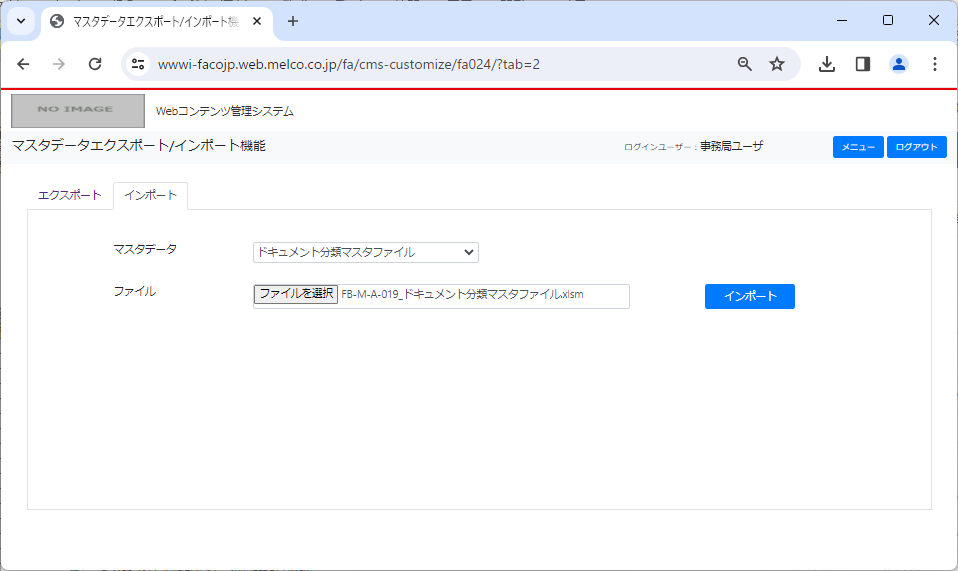 マスタデータエクスポート/インポート機
wwwi-facojp.web.melco.co.jp/fa/cms-customize/fa024/?tab=2
NO IMAGE
Webコンテンツ管理システム
マスタデータエクスポート/インポート機能
ログインユーザー：事務局ユーザ
メニュー
ログアウト
エクスポート
インポート
マスタデータ
ドキュメント分類マスタファイル
ファイル
ファイルを選択 FB-M-A-019_ドキュメント分類マスタファイル.xlsm
インポート